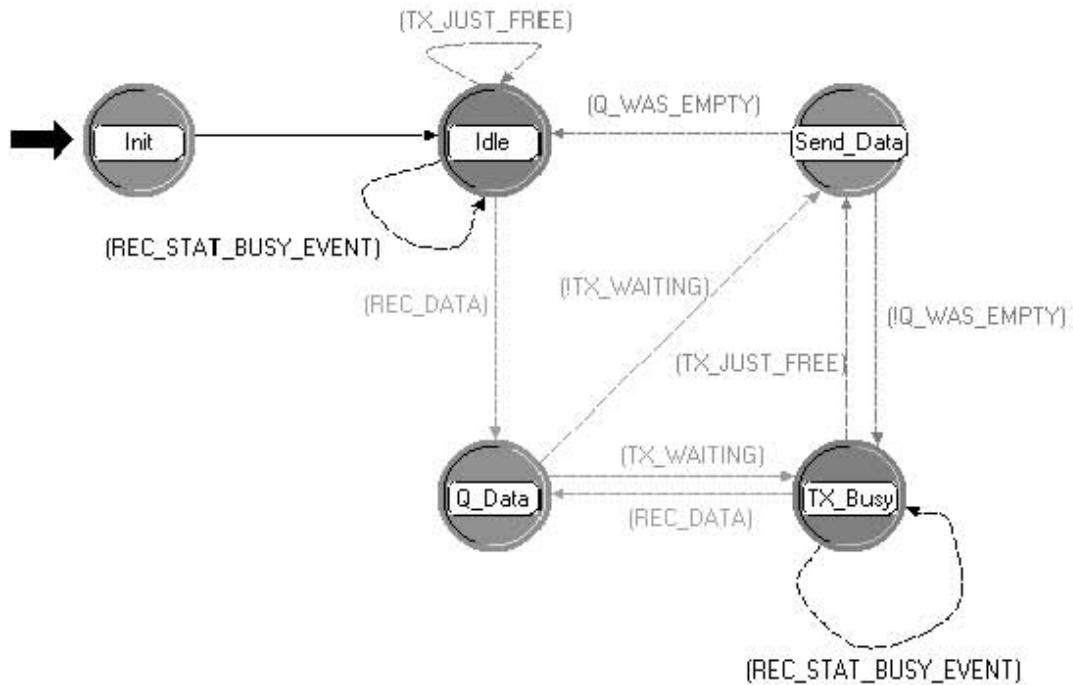 (TX_JUST_FREE)
(Q_WAS_EMPTY)
Init
Idle
Send_Data
(REC_STAT_BUSY_EVENT)
(!TX_WAITING)
(REC_DATA)
(!Q_WAS_EMPTY)
(TX_JUST_FREE)
(TX_WAITING)
Q_Data
TX_Busy
(REC_DATA)
(REC_STAT_BUSY_EVENT)